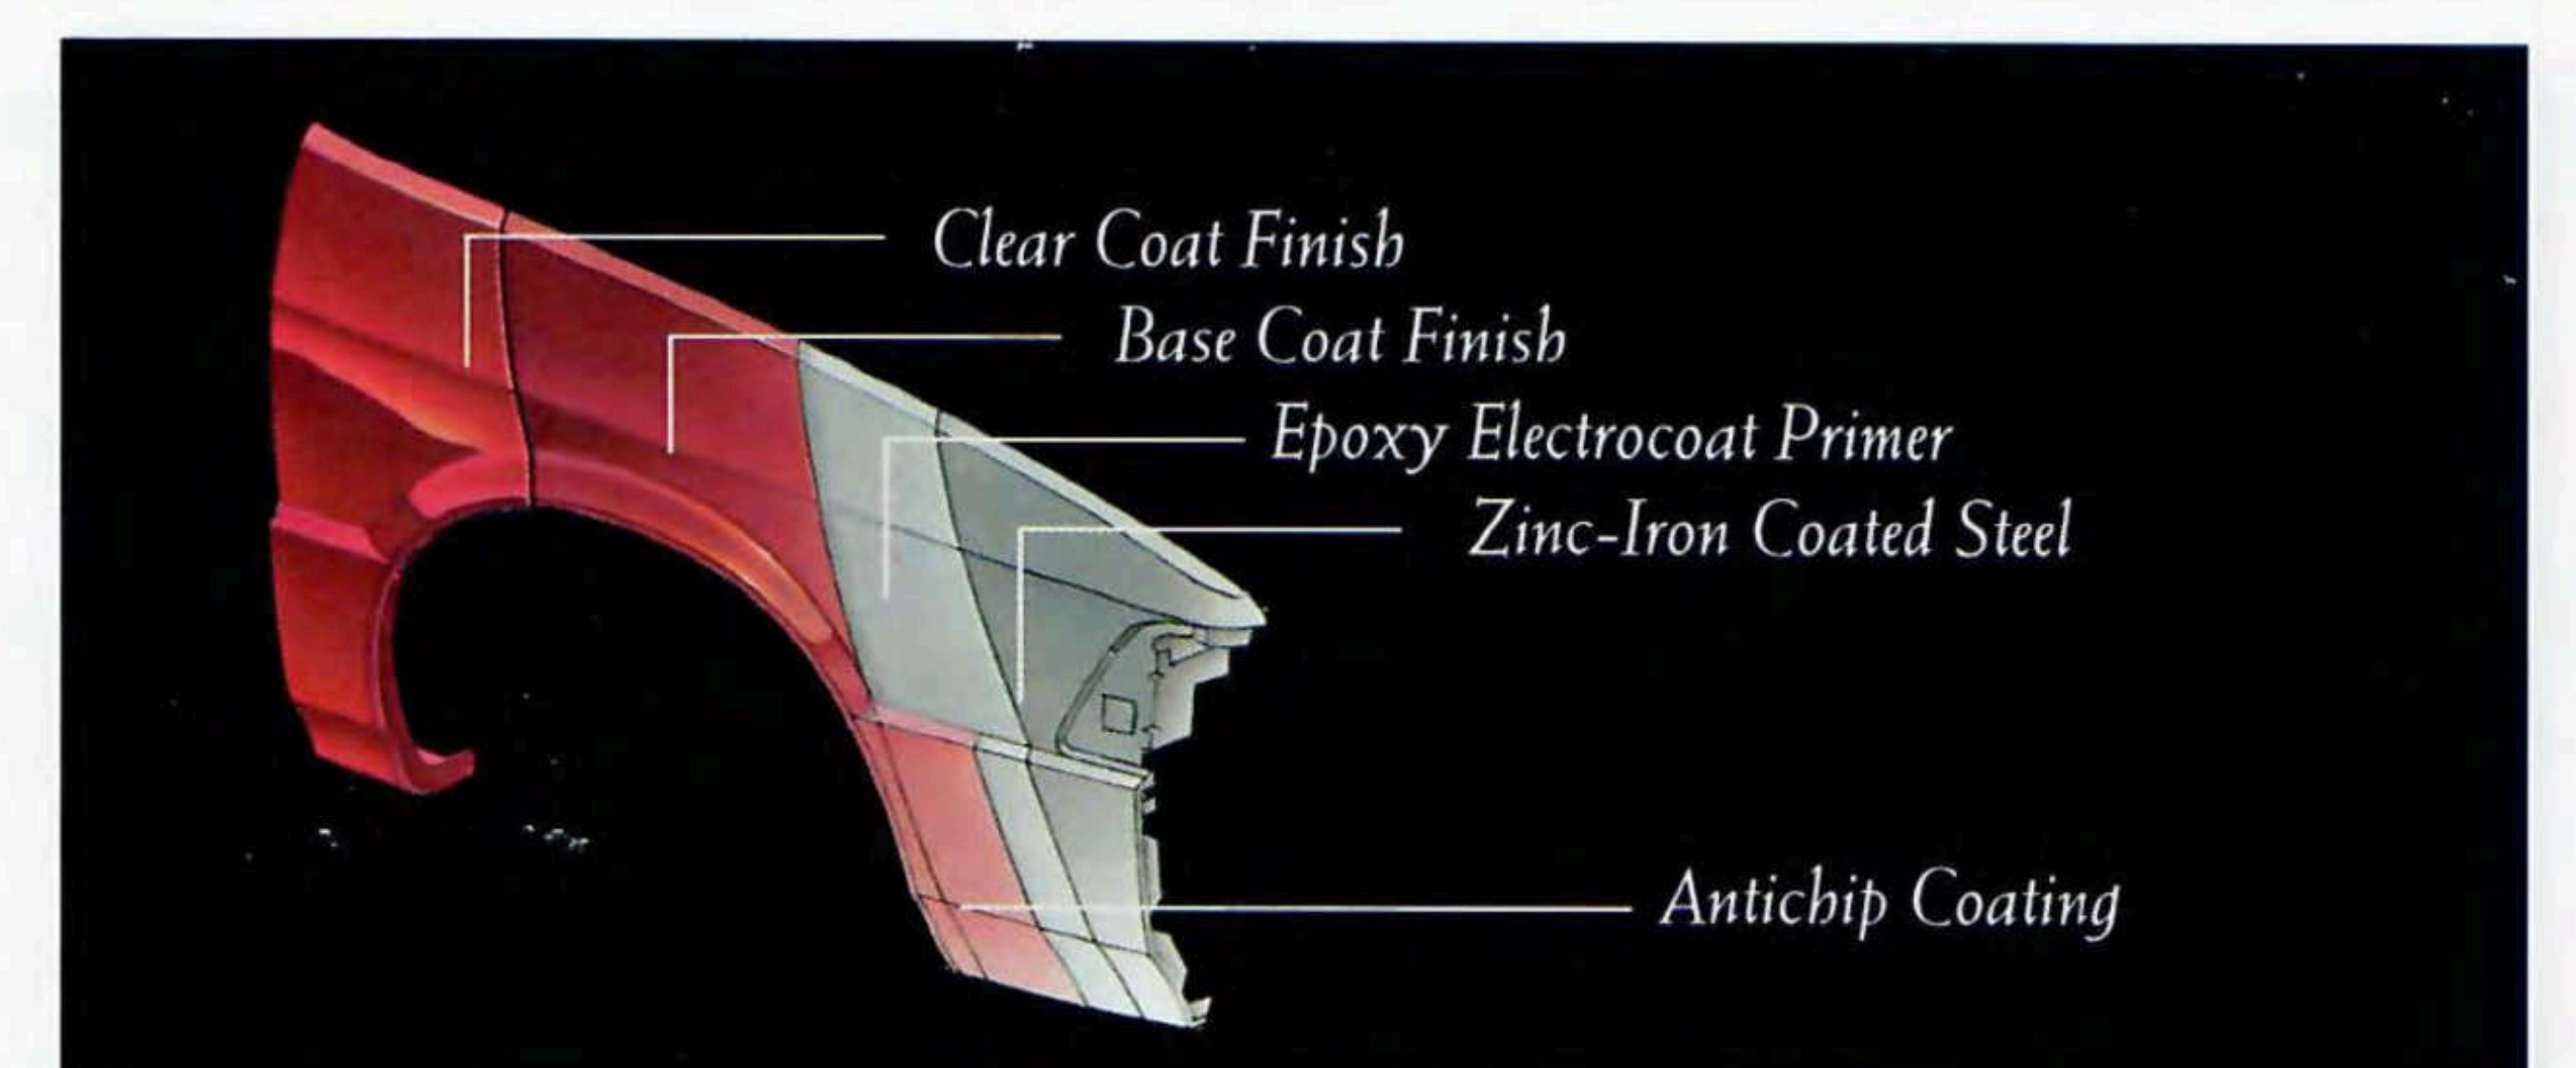 Clear Coat Finish
Base Coat Finish
Epoxy Electrocoat Primer
Zinc-Iron Coated Steel
Antichip Coating